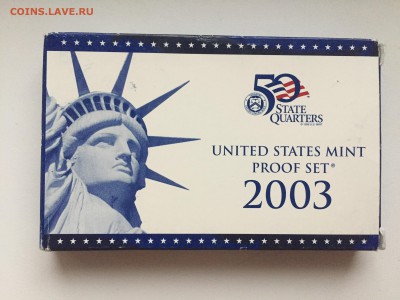 COINS.LAVE.RU
50
STATE
QUARTERS
UNITED STATES MINT
PROOF SET®
2003